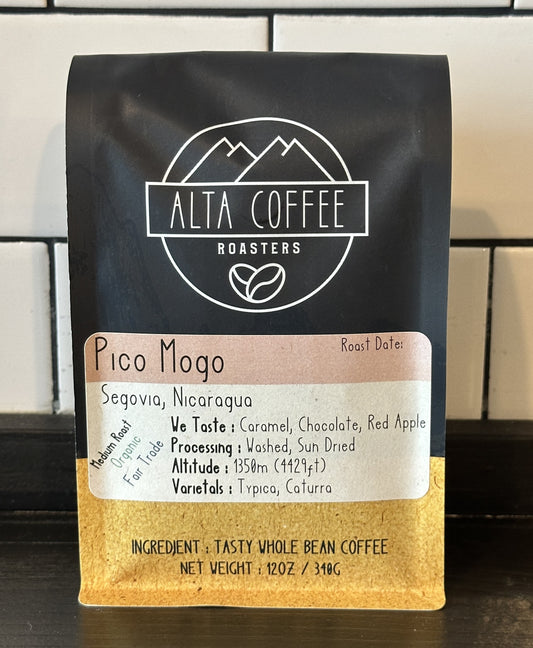 ALTA COFFEE
ROASTERS
Pico Mogo
Roast Date:
Segovia, Nicaragua
Medium Roast
Organic
Fair Trade
We Taste : Caramel, Chocolate, Red Apple
Processing : Washed, Sun Dried
Altitude : 1350m (4429ft)
Varietals : Typica, Caturra
INGREDIENT : TASTY WHOLE BEAN COFFEE
NET WEIGHT : 12OZ / 340G